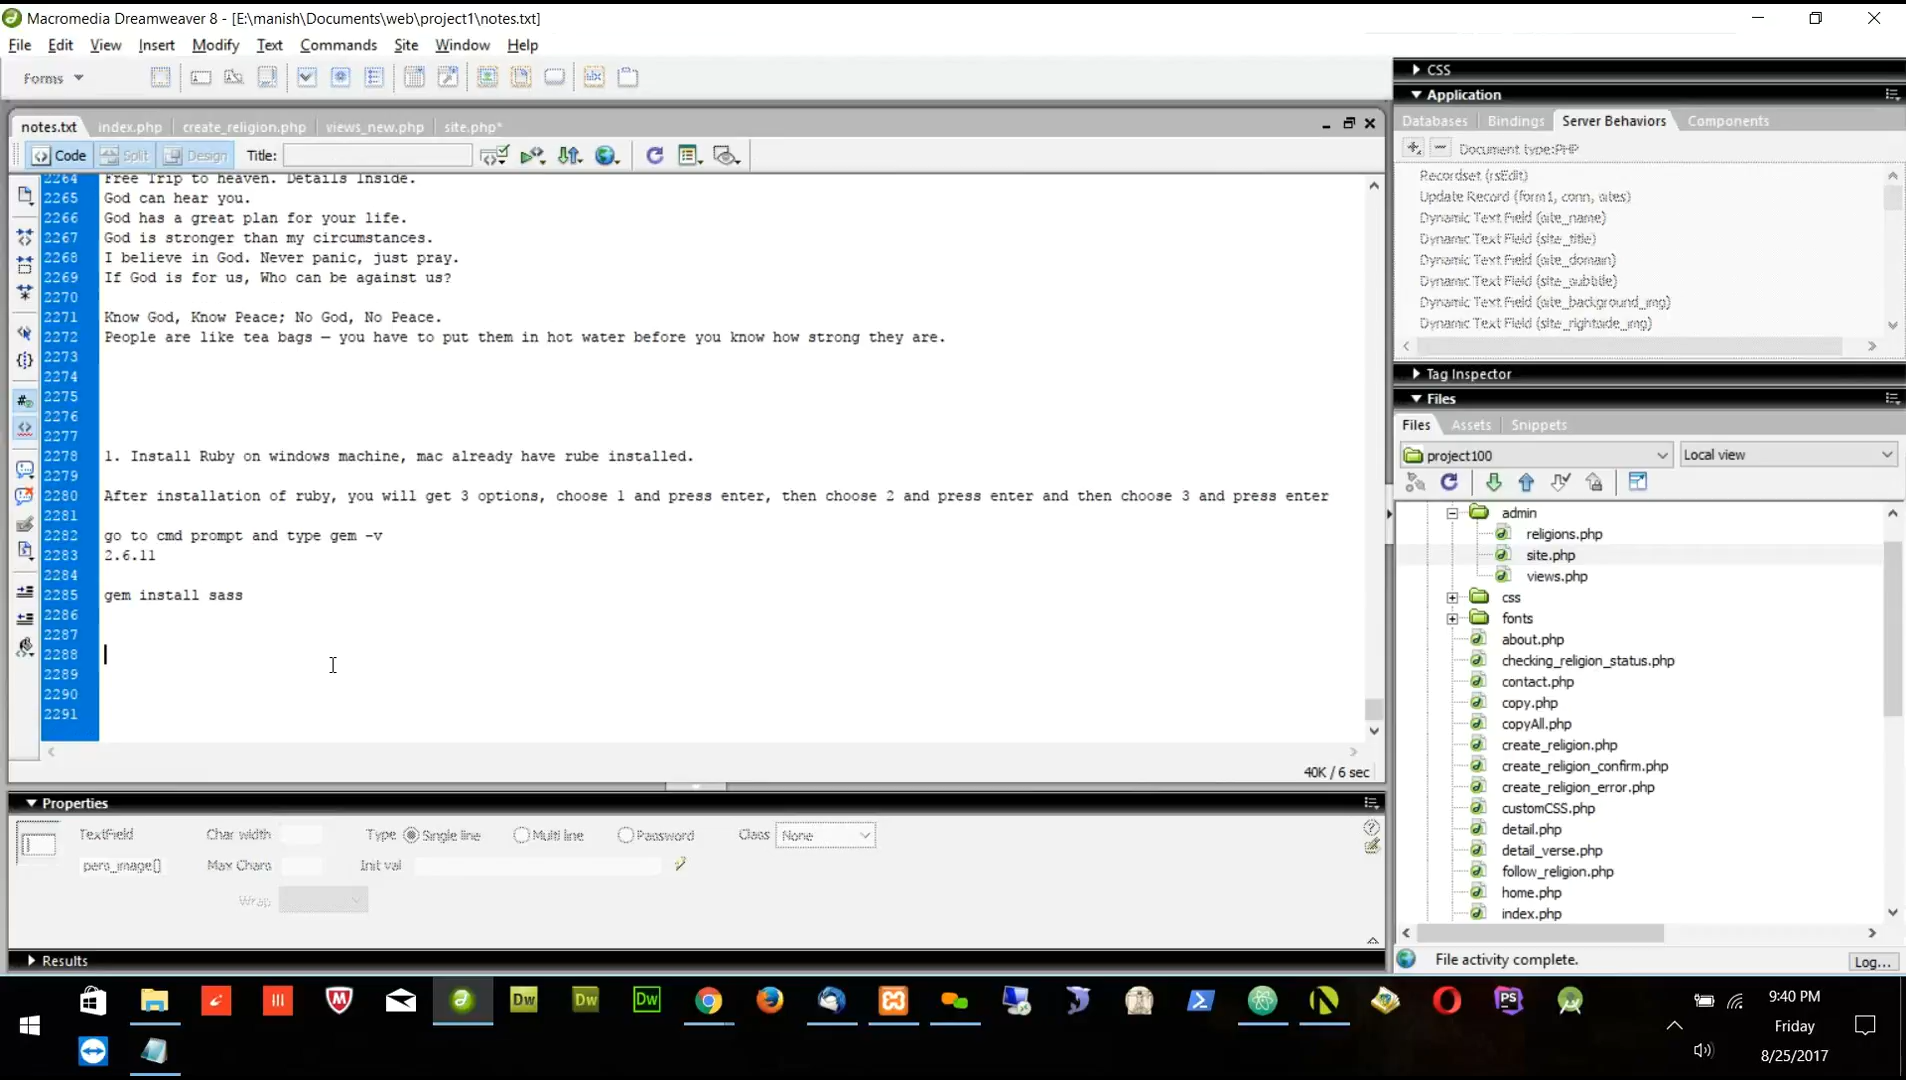 Macromedia Dreamweaver 8 - [E:\manish\Documents\web\project1\notes.txt]
File Edit View Insert Modify Text Commands Site Window Help
Forms
notes.txt index.php create_religion.php views_new.php site.php*
Code Split Design Title:
2264 Free Trip to heaven. Details Inside.
2265 God can hear you.
2266 God has a great plan for your life.
2267 God is stronger than my circumstances.
2268 I believe in God. Never panic, just pray.
2269 If God is for us, Who can be against us?
2270
2271 Know God, Know Peace; No God, No Peace.
2272 People are like tea bags – you have to put them in hot water before you know how strong they are.
2273
2274
2275
2276
2277
2278 1. Install Ruby on windows machine, mac already have rube installed.
2279
2280 After installation of ruby, you will get 3 options, choose 1 and press enter, then choose 2 and press enter and then choose 3 and press enter
2281
2282 go to cmd prompt and type gem -v
2283 2.6.11
2284
2285 gem install sass
2286
2287
2288
2289
2290
2291
40K / 6 sec
Properties
TextField Char width Type Single line Multi line Password Class None
pero_image[] Max Chars Init val
Wrap
Results
CSS
Application
Databases Bindings Server Behaviors Components
Document type:PHP
Recordset (rsEdit)
Update Record (form1, conn, sites)
Dynamic Text Field (site_name)
Dynamic Text Field (site_title)
Dynamic Text Field (site_domain)
Dynamic Text Field (site_subtitle)
Dynamic Text Field (site_background_img)
Dynamic Text Field (site_rightside_img)
Tag Inspector
Files
Files Assets Snippets
project100 Local view
admin
religions.php
site.php
views.php
css
fonts
about.php
checking_religion_status.php
contact.php
copy.php
copyAll.php
create_religion.php
create_religion_confirm.php
create_religion_error.php
customCSS.php
detail.php
detail_verse.php
follow_religion.php
home.php
index.php
File activity complete. Log...
Dw Dw Dw PS
9:40 PM
Friday
8/25/2017